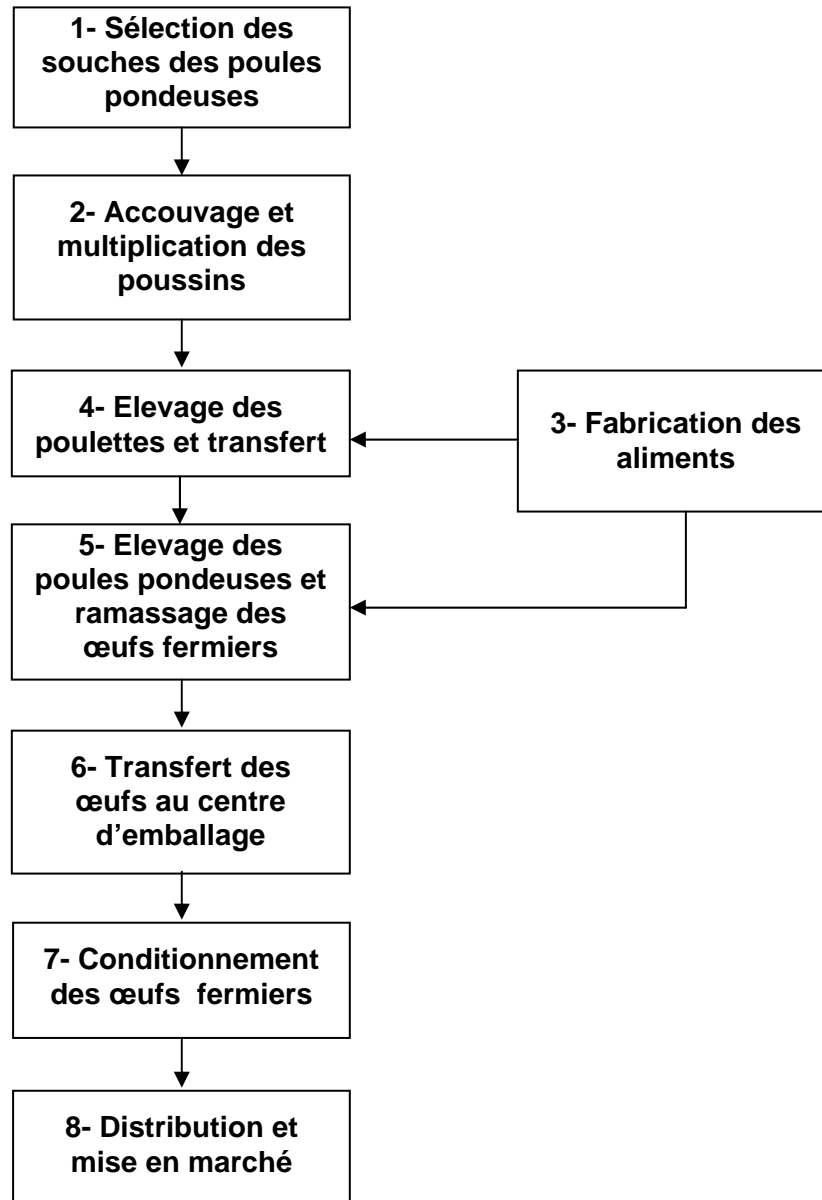 1- Sélection des
souches des poules
pondeuses
2- Accouvage et
multiplication des
poussins
4- Elevage des
poulettes et transfert
3- Fabrication des
aliments
5- Elevage des
poules pondeuses et
ramassage des
œufs fermiers
6- Transfert des
œufs au centre
d’emballage
7- Conditionnement
des œufs  fermiers
8- Distribution et
mise en marché